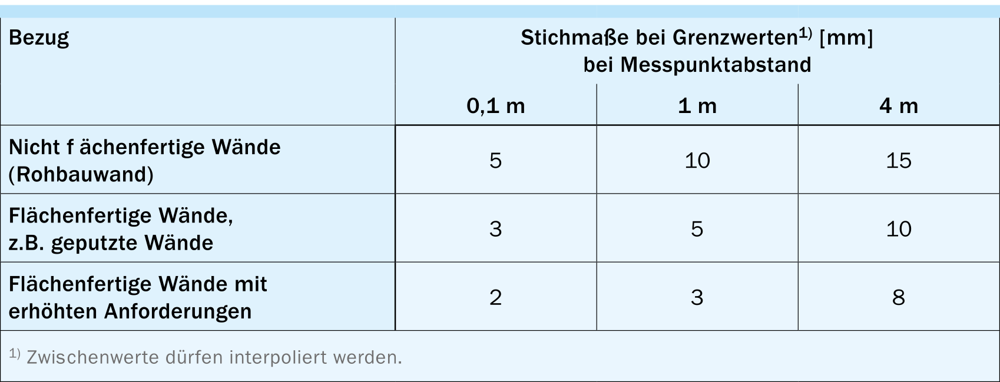 Bezug
Stichmaße bei Grenzwerten¹⁾ [mm]
bei Messpunktabstand
0,1 m 1 m 4 m
Nicht f ächenfertige Wände
(Rohbauwand)
5 10 15
Flächenfertige Wände,
z.B. geputzte Wände
3 5 10
Flächenfertige Wände mit
erhöhten Anforderungen
2 3 8
¹⁾ Zwischenwerte dürfen interpoliert werden.